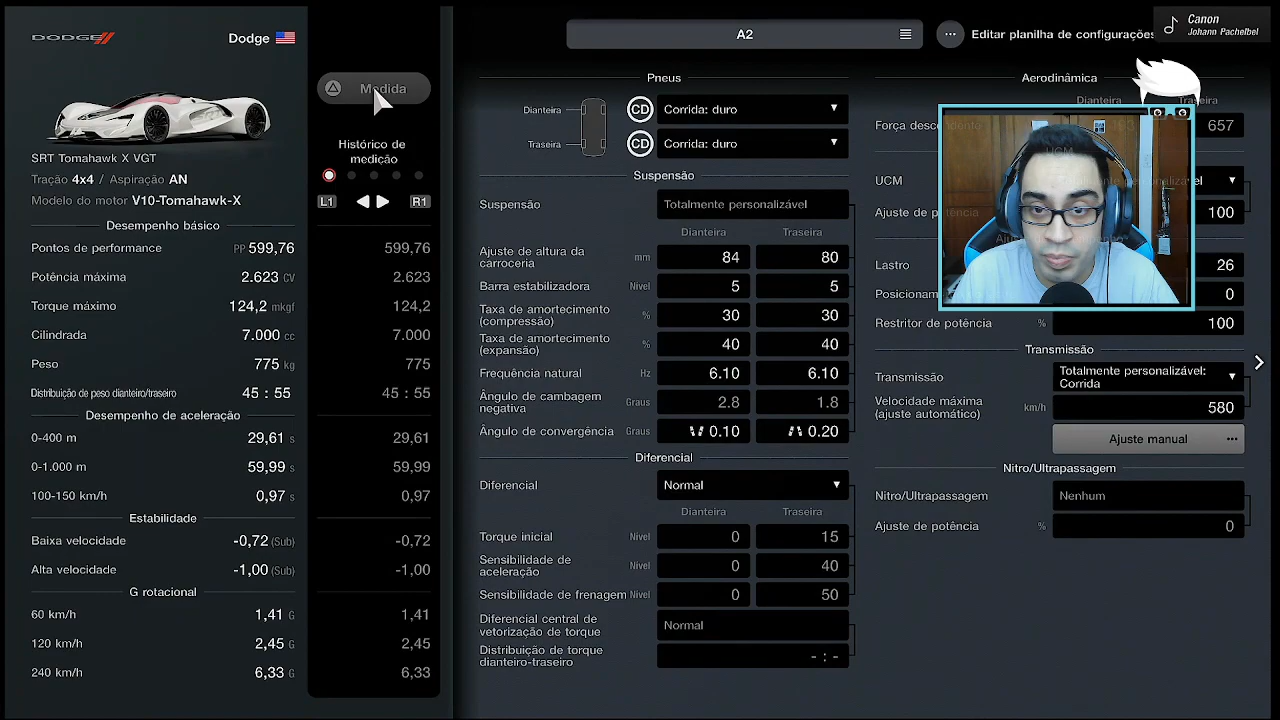 DODGE
Dodge
SRT Tomahawk X VGT
Tração 4x4 / Aspiração AN
Modelo do motor V10-Tomahawk-X
Desempenho básico
Pontos de performance PP 599,76
Potência máxima 2.623 CV
Torque máximo 124,2 mkgf
Cilindrada 7.000 cc
Peso 775 kg
Distribuição de peso dianteiro/traseiro 45 : 55
Desempenho de aceleração
0-400 m 29,61 s
0-1.000 m 59,99 s
100-150 km/h 0,97 s
Estabilidade
Baixa velocidade -0,72 (Sub)
Alta velocidade -1,00 (Sub)
G rotacional
60 km/h 1,41 G
120 km/h 2,45 G
240 km/h 6,33 G
Medida
Histórico de
medição
L1 R1
599,76
2.623
124,2
7.000
775
45 : 55
29,61
59,99
0,97
-0,72
-1,00
1,41
2,45
6,33
A2
Editar planilha de configurações
Canon
Johann Pachelbel
Pneus
Dianteira CD Corrida: duro
Traseira CD Corrida: duro
Suspensão
Suspensão Totalmente personalizável
Dianteira Traseira
Ajuste de altura da
carroceria mm 84 80
Barra estabilizadora Nível 5 5
Taxa de amortecimento
(compressão) % 30 30
Taxa de amortecimento
(expansão) % 40 40
Frequência natural Hz 6.10 6.10
Ângulo de cambagem
negativa Graus 2.8 1.8
Ângulo de convergência Graus 0.10 0.20
Diferencial
Diferencial Normal
Dianteira Traseira
Torque inicial Nível 0 15
Sensibilidade de
aceleração Nível 0 40
Sensibilidade de frenagem Nível 0 50
Diferencial central de
vetorização de torque Normal
Distribuição de torque
dianteiro-traseiro - : -
Aerodinâmica
Dianteira
Força 657
UCM
Ajuste de 100
Lastro 26
0
Restritor de potência % 100
Transmissão
Transmissão Totalmente personalizável:
Corrida
Velocidade máxima
(ajuste automático) km/h 580
Ajuste manual
Nitro/Ultrapassagem
Nitro/Ultrapassagem Nenhum
Ajuste de potência % 0